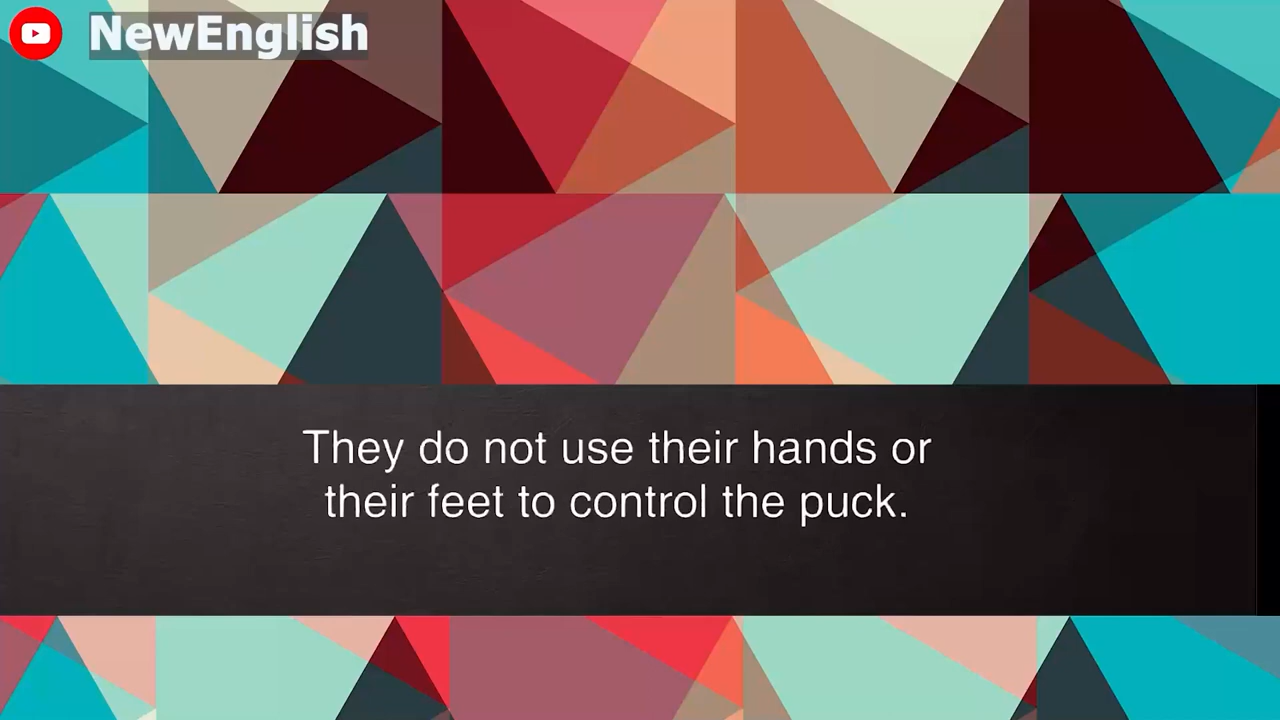 NewEnglish
They do not use their hands or
their feet to control the puck.